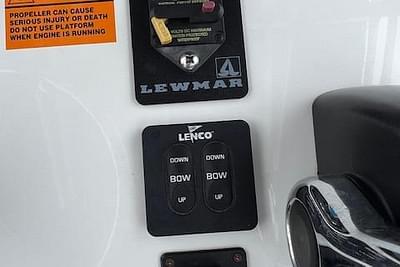 PROPELLER CAN CAUSE
SERIOUS INJURY OR DEATH
DO NOT USE PLATFORM
WHEN ENGINE IS RUNNING
LEWMAR
LENCO
DOWN DOWN
BOW BOW
UP UP